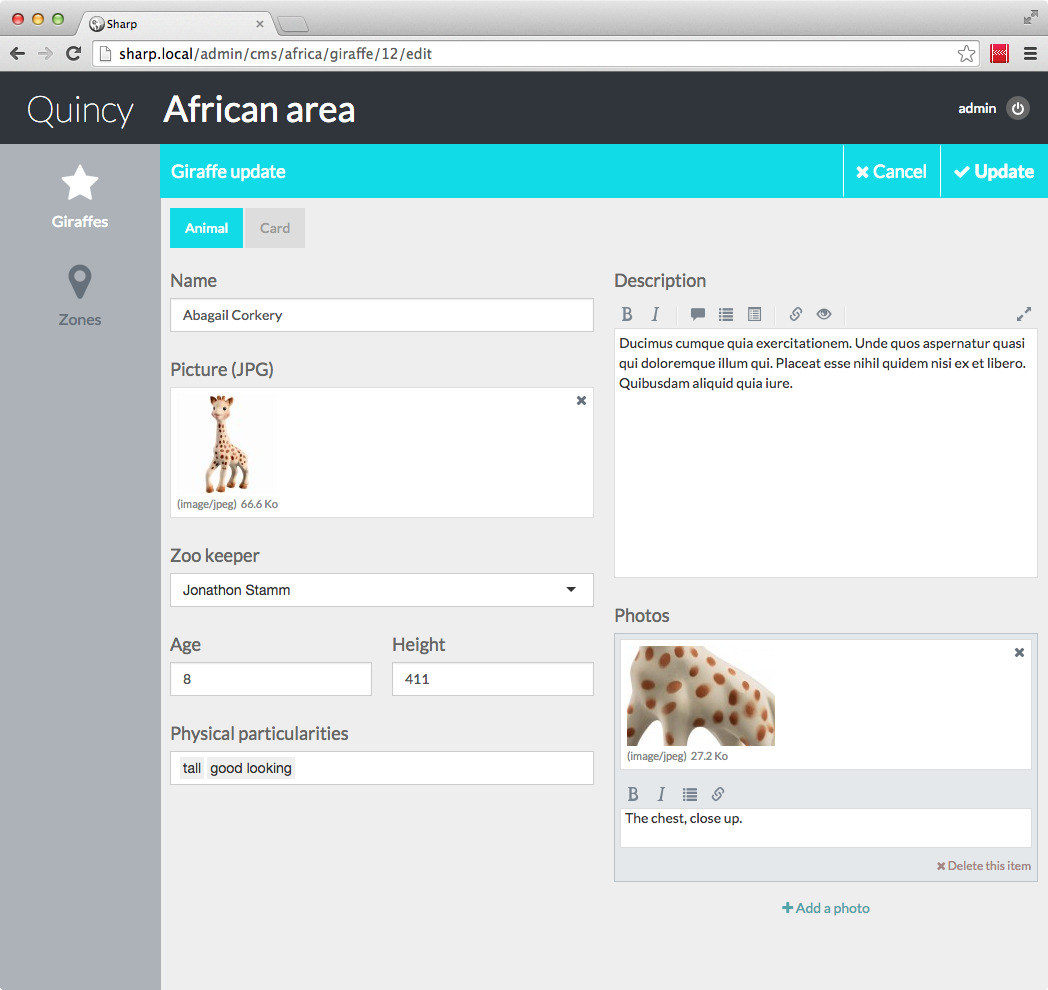 Sharp
sharp.local/admin/cms/africa/giraffe/12/edit
Quincy
African area
admin
Giraffes
Zones
Giraffe update
Cancel
Update
Animal
Card
Name
Abagail Corkery
Picture (JPG)
(image/jpeg) 66.6 Ko
Zoo keeper
Jonathon Stamm
Age
Height
8
411
Physical particularities
tall good looking
Description
B I
Ducimus cumque quia exercitationem. Unde quos aspernatur quasi
qui doloremque illum qui. Placeat esse nihil quidem nisi ex et libero.
Quibusdam aliquid quia iure.
Photos
(image/jpeg) 27.2 Ko
B I
The chest, close up.
Delete this item
Add a photo